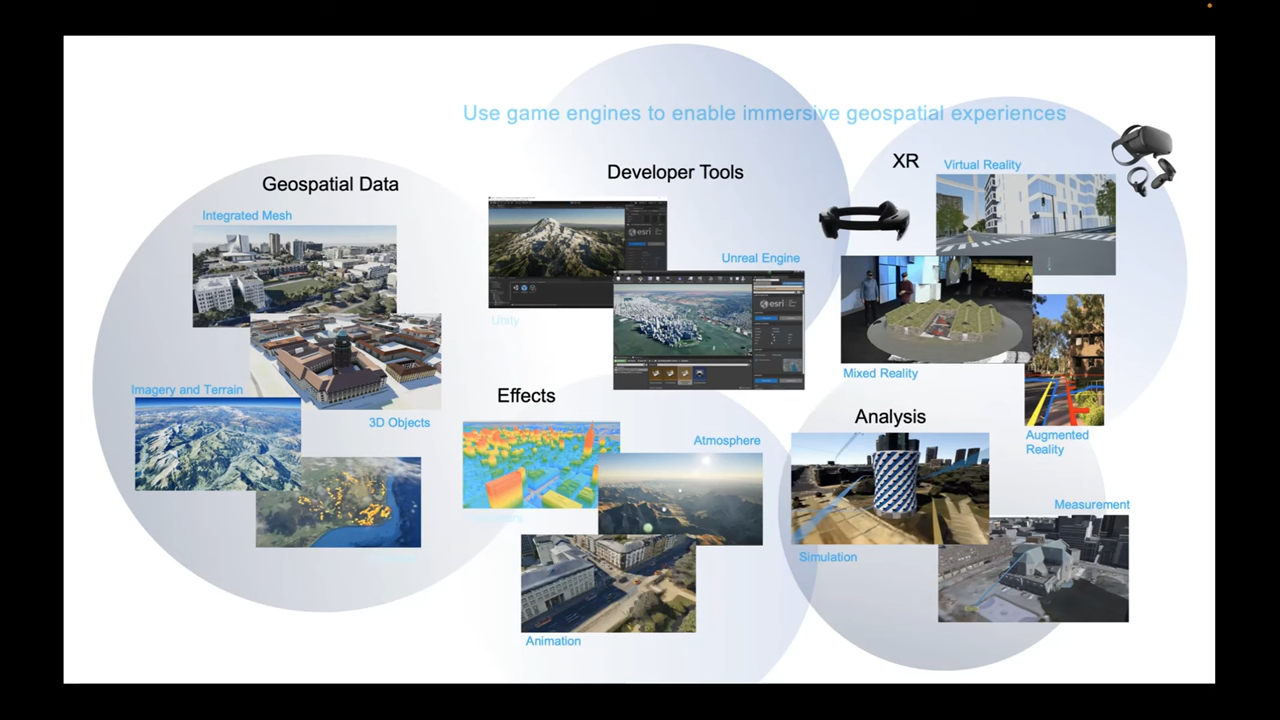 Use game engines to enable immersive geospatial experiences
Geospatial Data
Integrated Mesh
Imagery and Terrain
3D Objects
Developer Tools
esri
Unity
Unreal Engine
esri
Effects
Atmosphere
Animation
XR
Virtual Reality
Mixed Reality
Augmented
Reality
Analysis
Simulation
Measurement